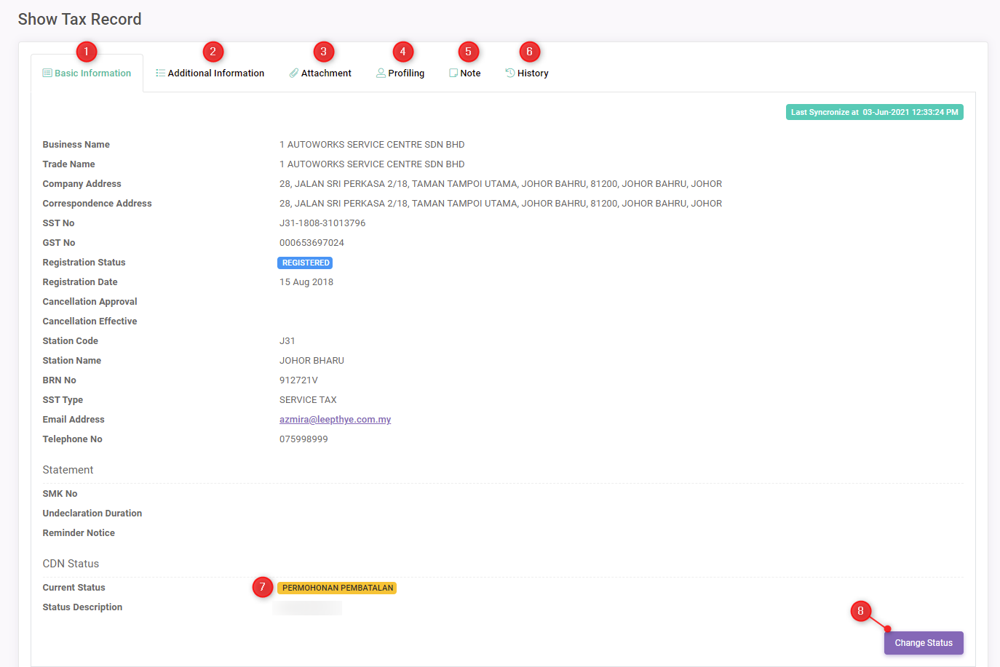 Show Tax Record
1 2 3 4 5 6
Basic Information Additional Information Attachment Profiling Note History
Last Syncronize at 03-Jun-2021 12:33:24 PM
Business Name 1 AUTOWORKS SERVICE CENTRE SDN BHD
Trade Name 1 AUTOWORKS SERVICE CENTRE SDN BHD
Company Address 28, JALAN SRI PERKASA 2/18, TAMAN TAMPOI UTAMA, JOHOR BAHRU, 81200, JOHOR BAHRU, JOHOR
Correspondence Address 28, JALAN SRI PERKASA 2/18, TAMAN TAMPOI UTAMA, JOHOR BAHRU, 81200, JOHOR BAHRU, JOHOR
SST No J31-1808-31013796
GST No 000653697024
Registration Status REGISTERED
Registration Date 15 Aug 2018
Cancellation Approval
Cancellation Effective
Station Code J31
Station Name JOHOR BHARU
BRN No 912721V
SST Type SERVICE TAX
Email Address azmira@leepthye.com.my
Telephone No 075998999
Statement
SMK No
Undeclaration Duration
Reminder Notice
CDN Status
Current Status 7 PERMOHONAN PEMBATALAN
Status Description
8
Change Status